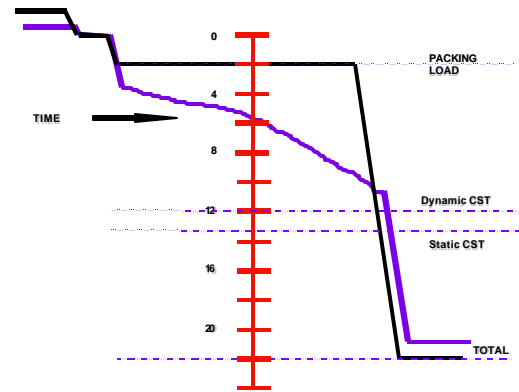 0
PACKING
LOAD
4
TIME
8
Dynamic CST
12
Static CST
16
20
TOTAL